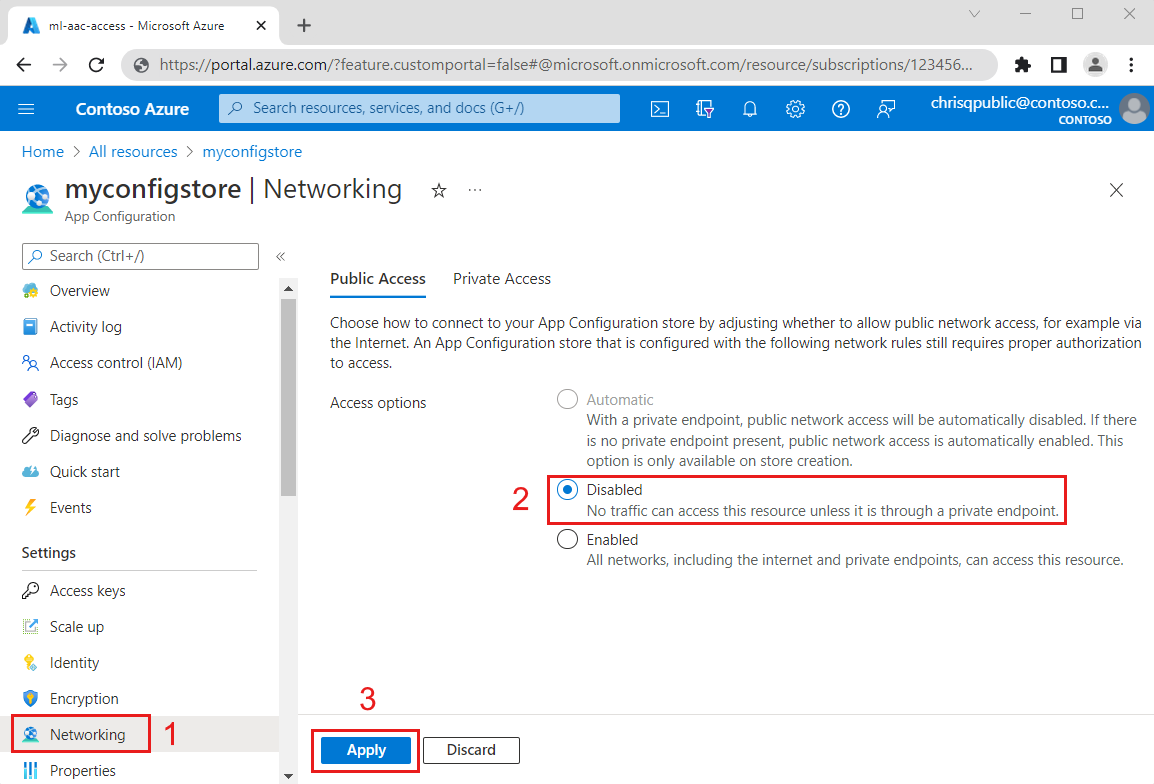 ml-aac-access - Microsoft Azure
https://portal.azure.com/?feature.customportal=false#@microsoft.onmicrosoft.com/resource/subscriptions/123456...
Contoso Azure
Search resources, services, and docs (G+/)
chrisqpublic@contoso.c...
CONTOSO
Home > All resources > myconfigstore
myconfigstore | Networking
...
App Configuration
Search (Ctrl+/)
«
Overview
Activity log
Access control (IAM)
Tags
Diagnose and solve problems
Quick start
Events
Settings
Access keys
Scale up
Identity
Encryption
Networking
1
Properties
Public Access
Private Access
Choose how to connect to your App Configuration store by adjusting whether to allow public network access, for example via
the Internet. An App Configuration store that is configured with the following network rules still requires proper authorization
to access.
Access options
Automatic
With a private endpoint, public network access will be automatically disabled. If there
is no private endpoint present, public network access is automatically enabled. This
option is only available on store creation.
2
Disabled
No traffic can access this resource unless it is through a private endpoint.
Enabled
All networks, including the internet and private endpoints, can access this resource.
3
Apply
Discard